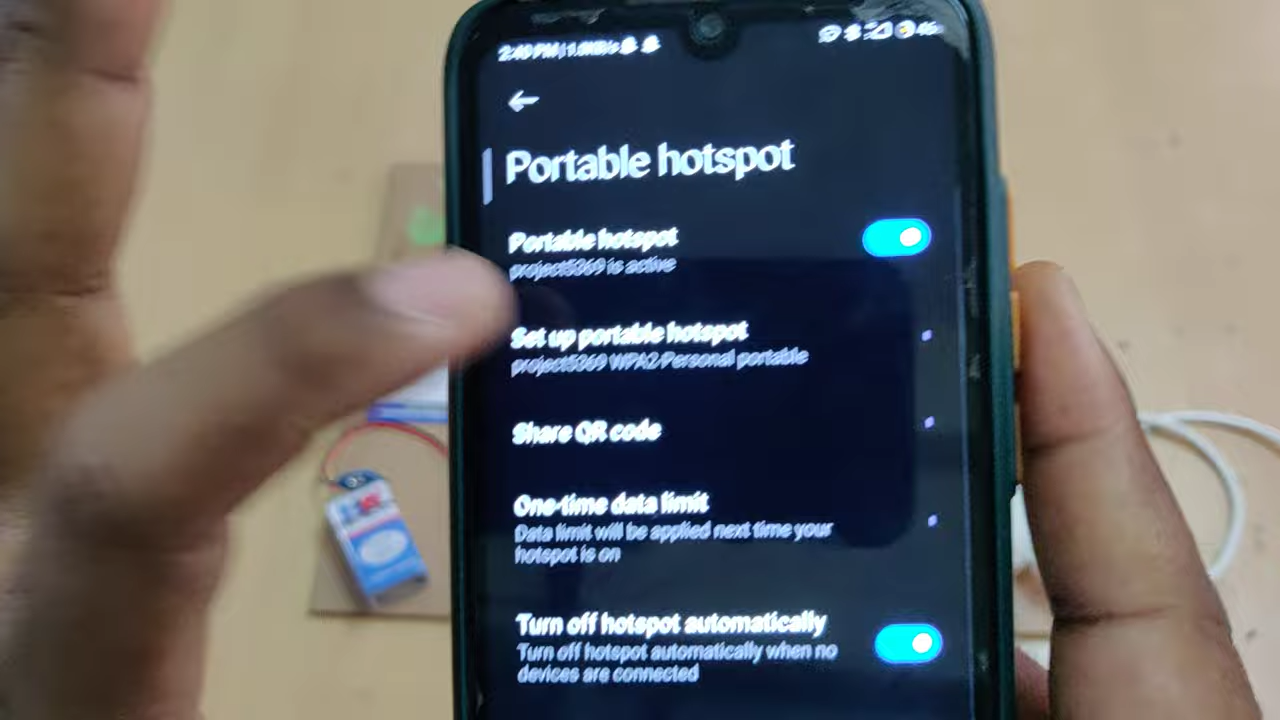 Portable hotspot
Portable hotspot
project5369 is active
Set up portable hotspot
project5369 WPA2-Personal portable
Share QR code
One-time data limit
Data limit will be applied next time your
hotspot is on
Turn off hotspot automatically
Turn off hotspot automatically when no
devices are connected